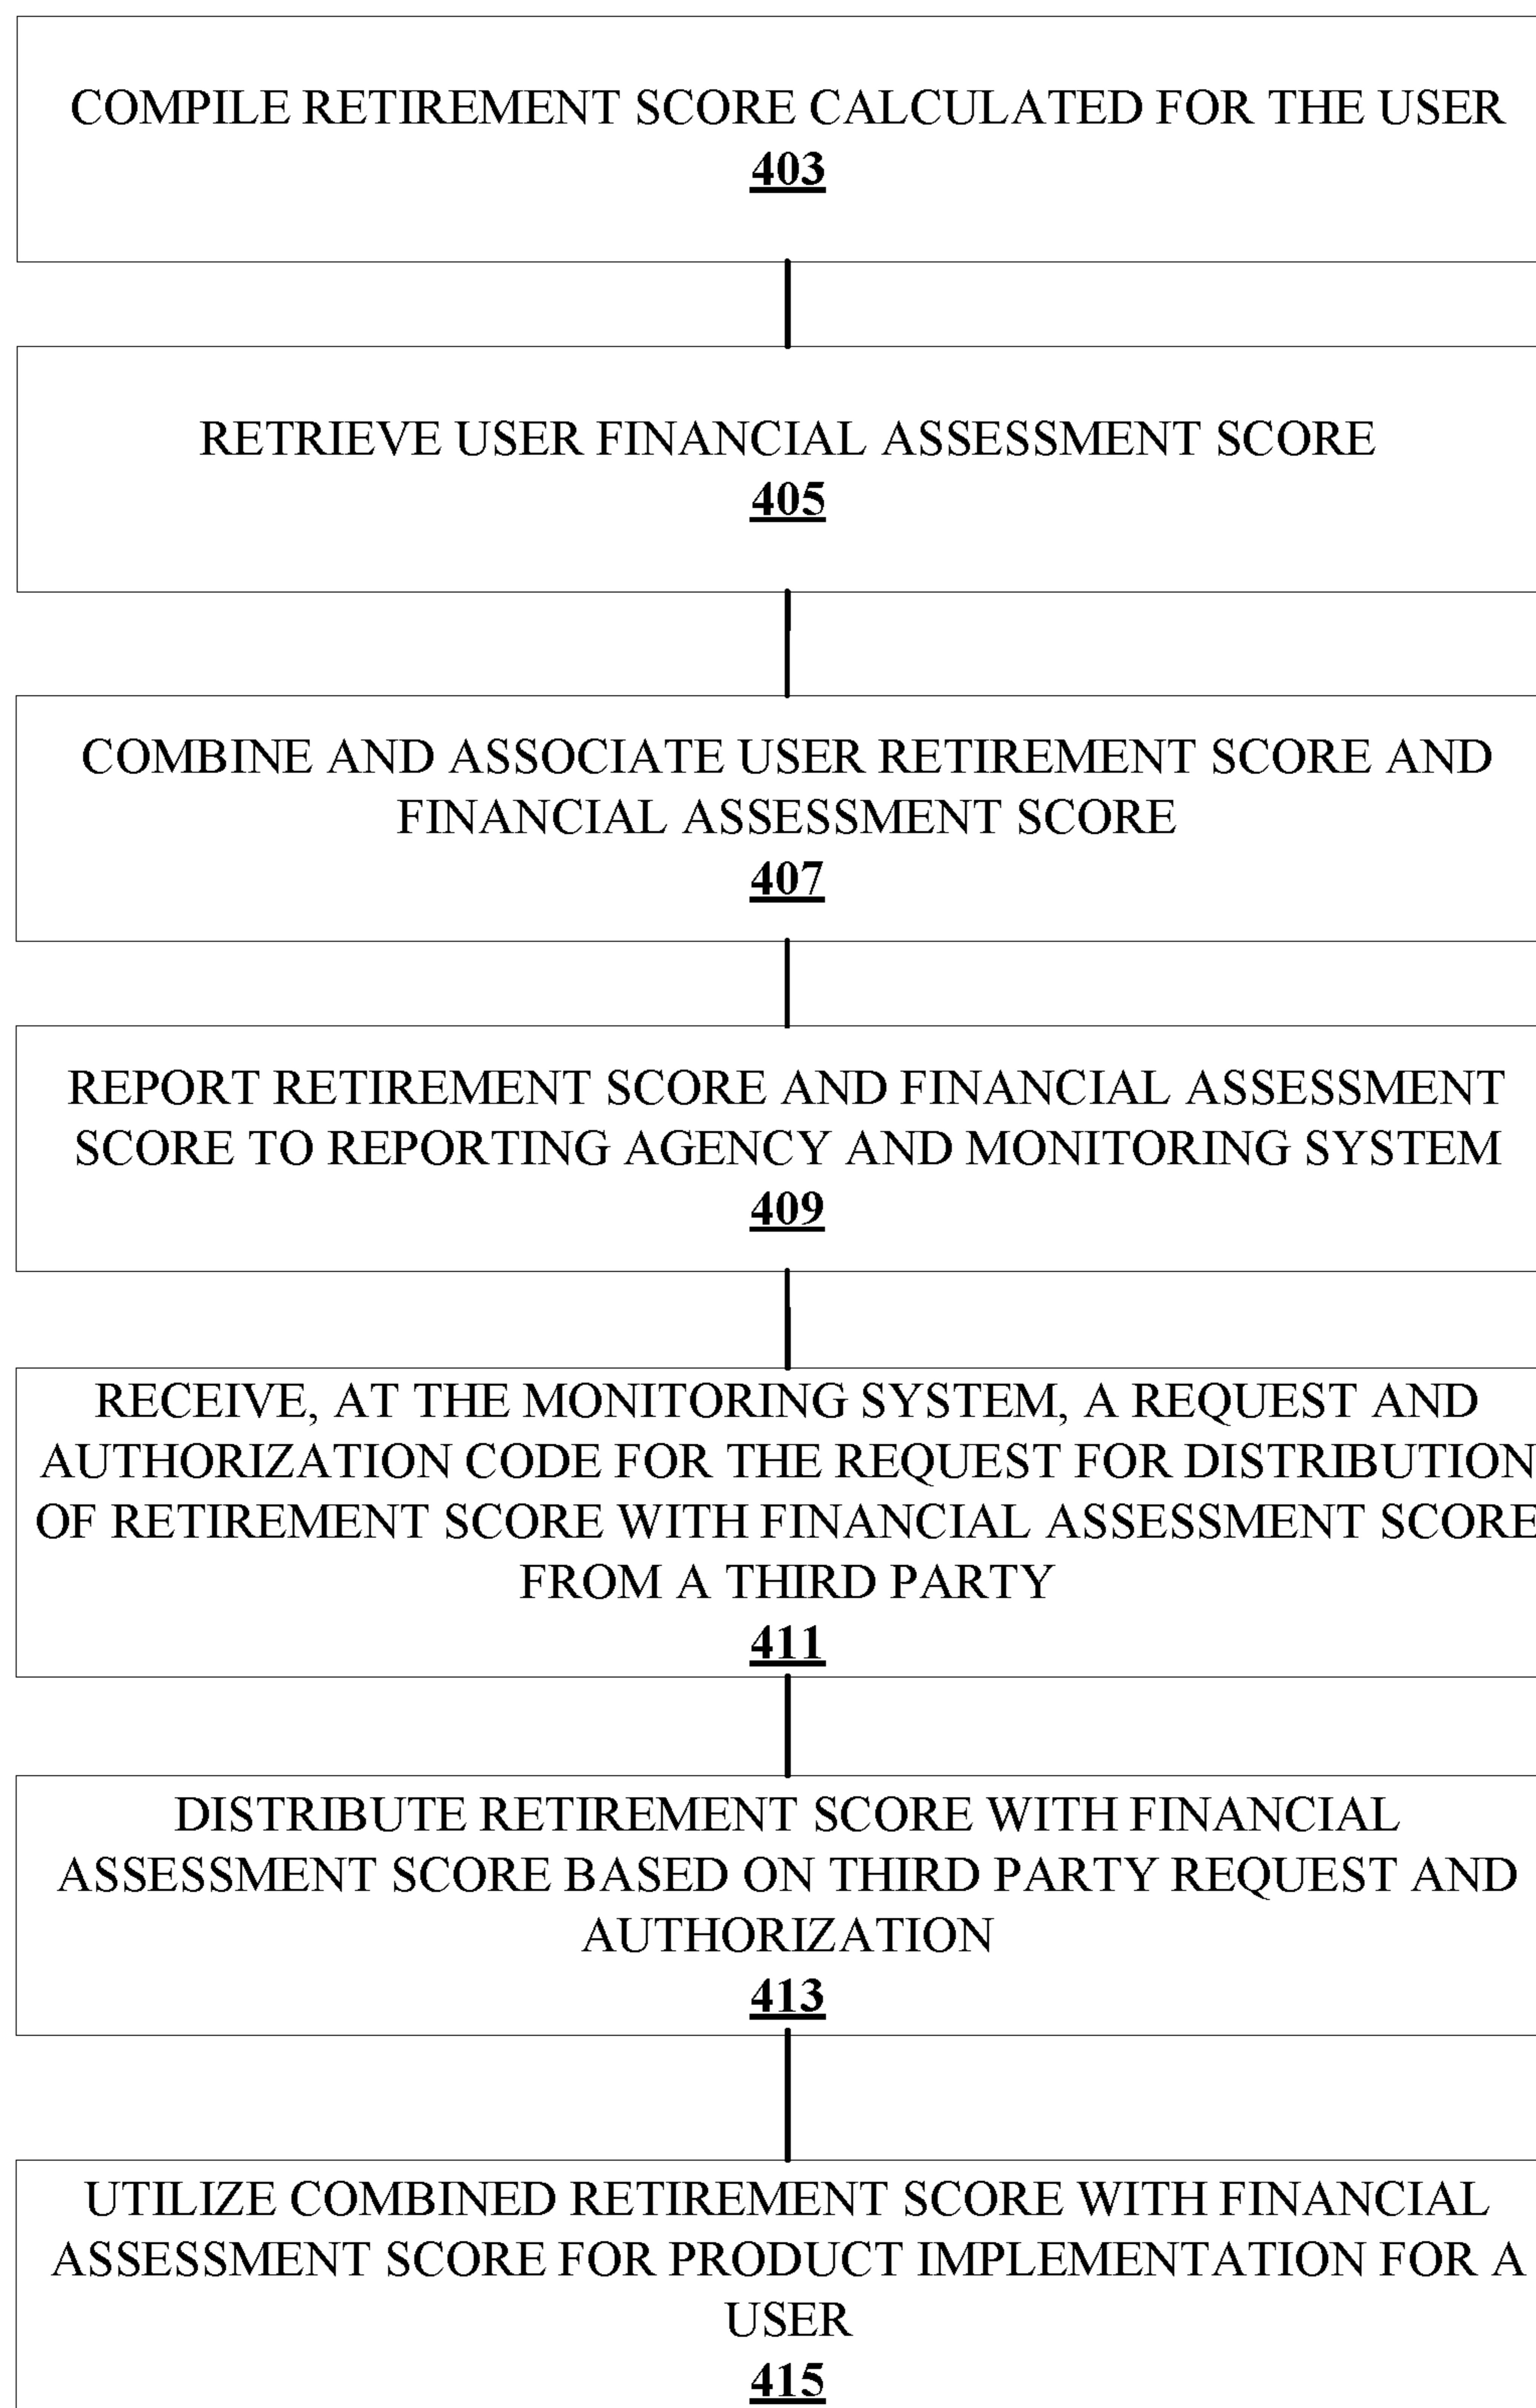 COMPILE RETIREMENT SCORE CALCULATED FOR THE USER
403
RETRIEVE USER FINANCIAL ASSESSMENT SCORE
405
COMBINE AND ASSOCIATE USER RETIREMENT SCORE AND
FINANCIAL ASSESSMENT SCORE
407
REPORT RETIREMENT SCORE AND FINANCIAL ASSESSMENT
SCORE TO REPORTING AGENCY AND MONITORING SYSTEM
409
RECEIVE, AT THE MONITORING SYSTEM, A REQUEST AND
AUTHORIZATION CODE FOR THE REQUEST FOR DISTRIBUTION
OF RETIREMENT SCORE WITH FINANCIAL ASSESSMENT SCORE
FROM A THIRD PARTY
411
DISTRIBUTE RETIREMENT SCORE WITH FINANCIAL
ASSESSMENT SCORE BASED ON THIRD PARTY REQUEST AND
AUTHORIZATION
413
UTILIZE COMBINED RETIREMENT SCORE WITH FINANCIAL
ASSESSMENT SCORE FOR PRODUCT IMPLEMENTATION FOR A
USER
415